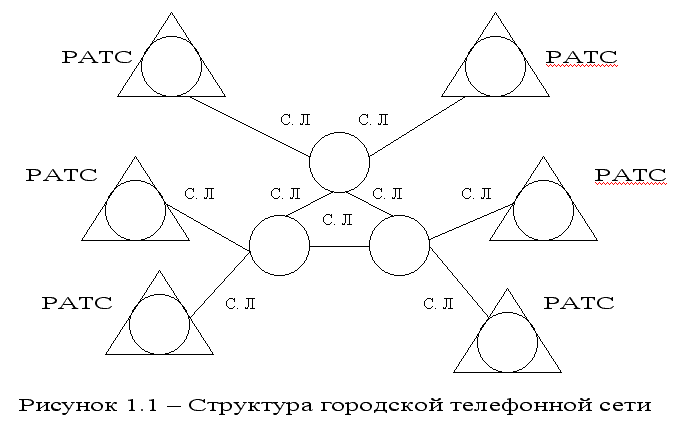 РАТС
РАТС
С. Л
С. Л
РАТС
РАТС
С. Л
С. Л
С. Л
С. Л
С. Л
РАТС
С. Л
С. Л
РАТС
Рисунок 1.1 – Структура городской телефонной сети